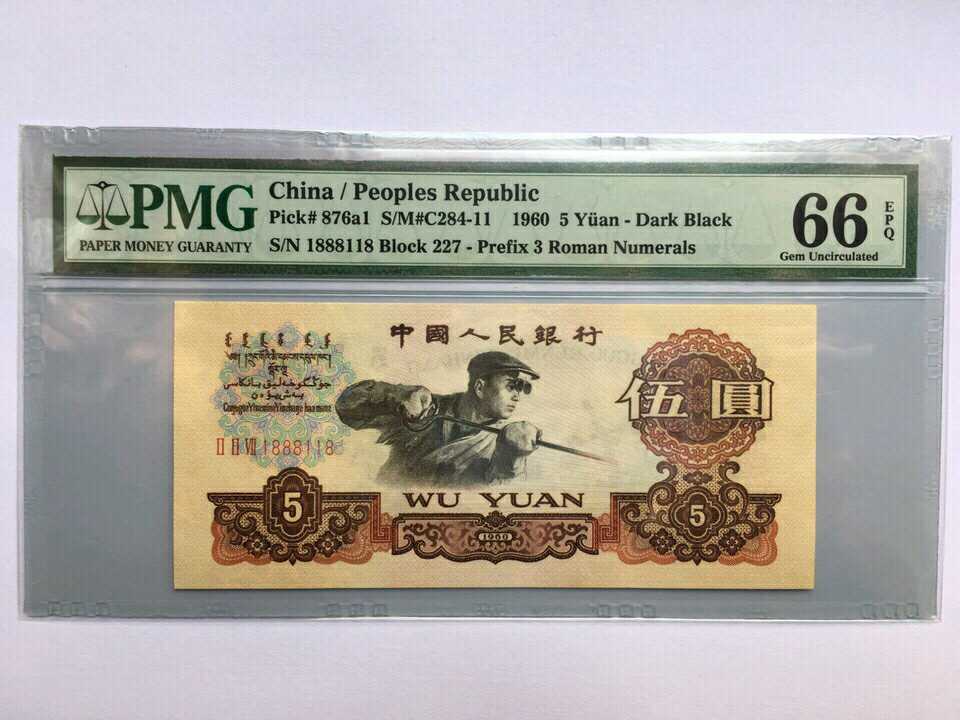 PMG
PAPER MONEY GUARANTY
China / Peoples Republic
Pick# 876a1 S/M#C284-11 1960 5 Yüan - Dark Black
S/N 1888118 Block 227 - Prefix 3 Roman Numerals
66 EPQ
Gem Uncirculated
中國人民銀行
伍圓
1888118
5
WU YUAN
5
1960